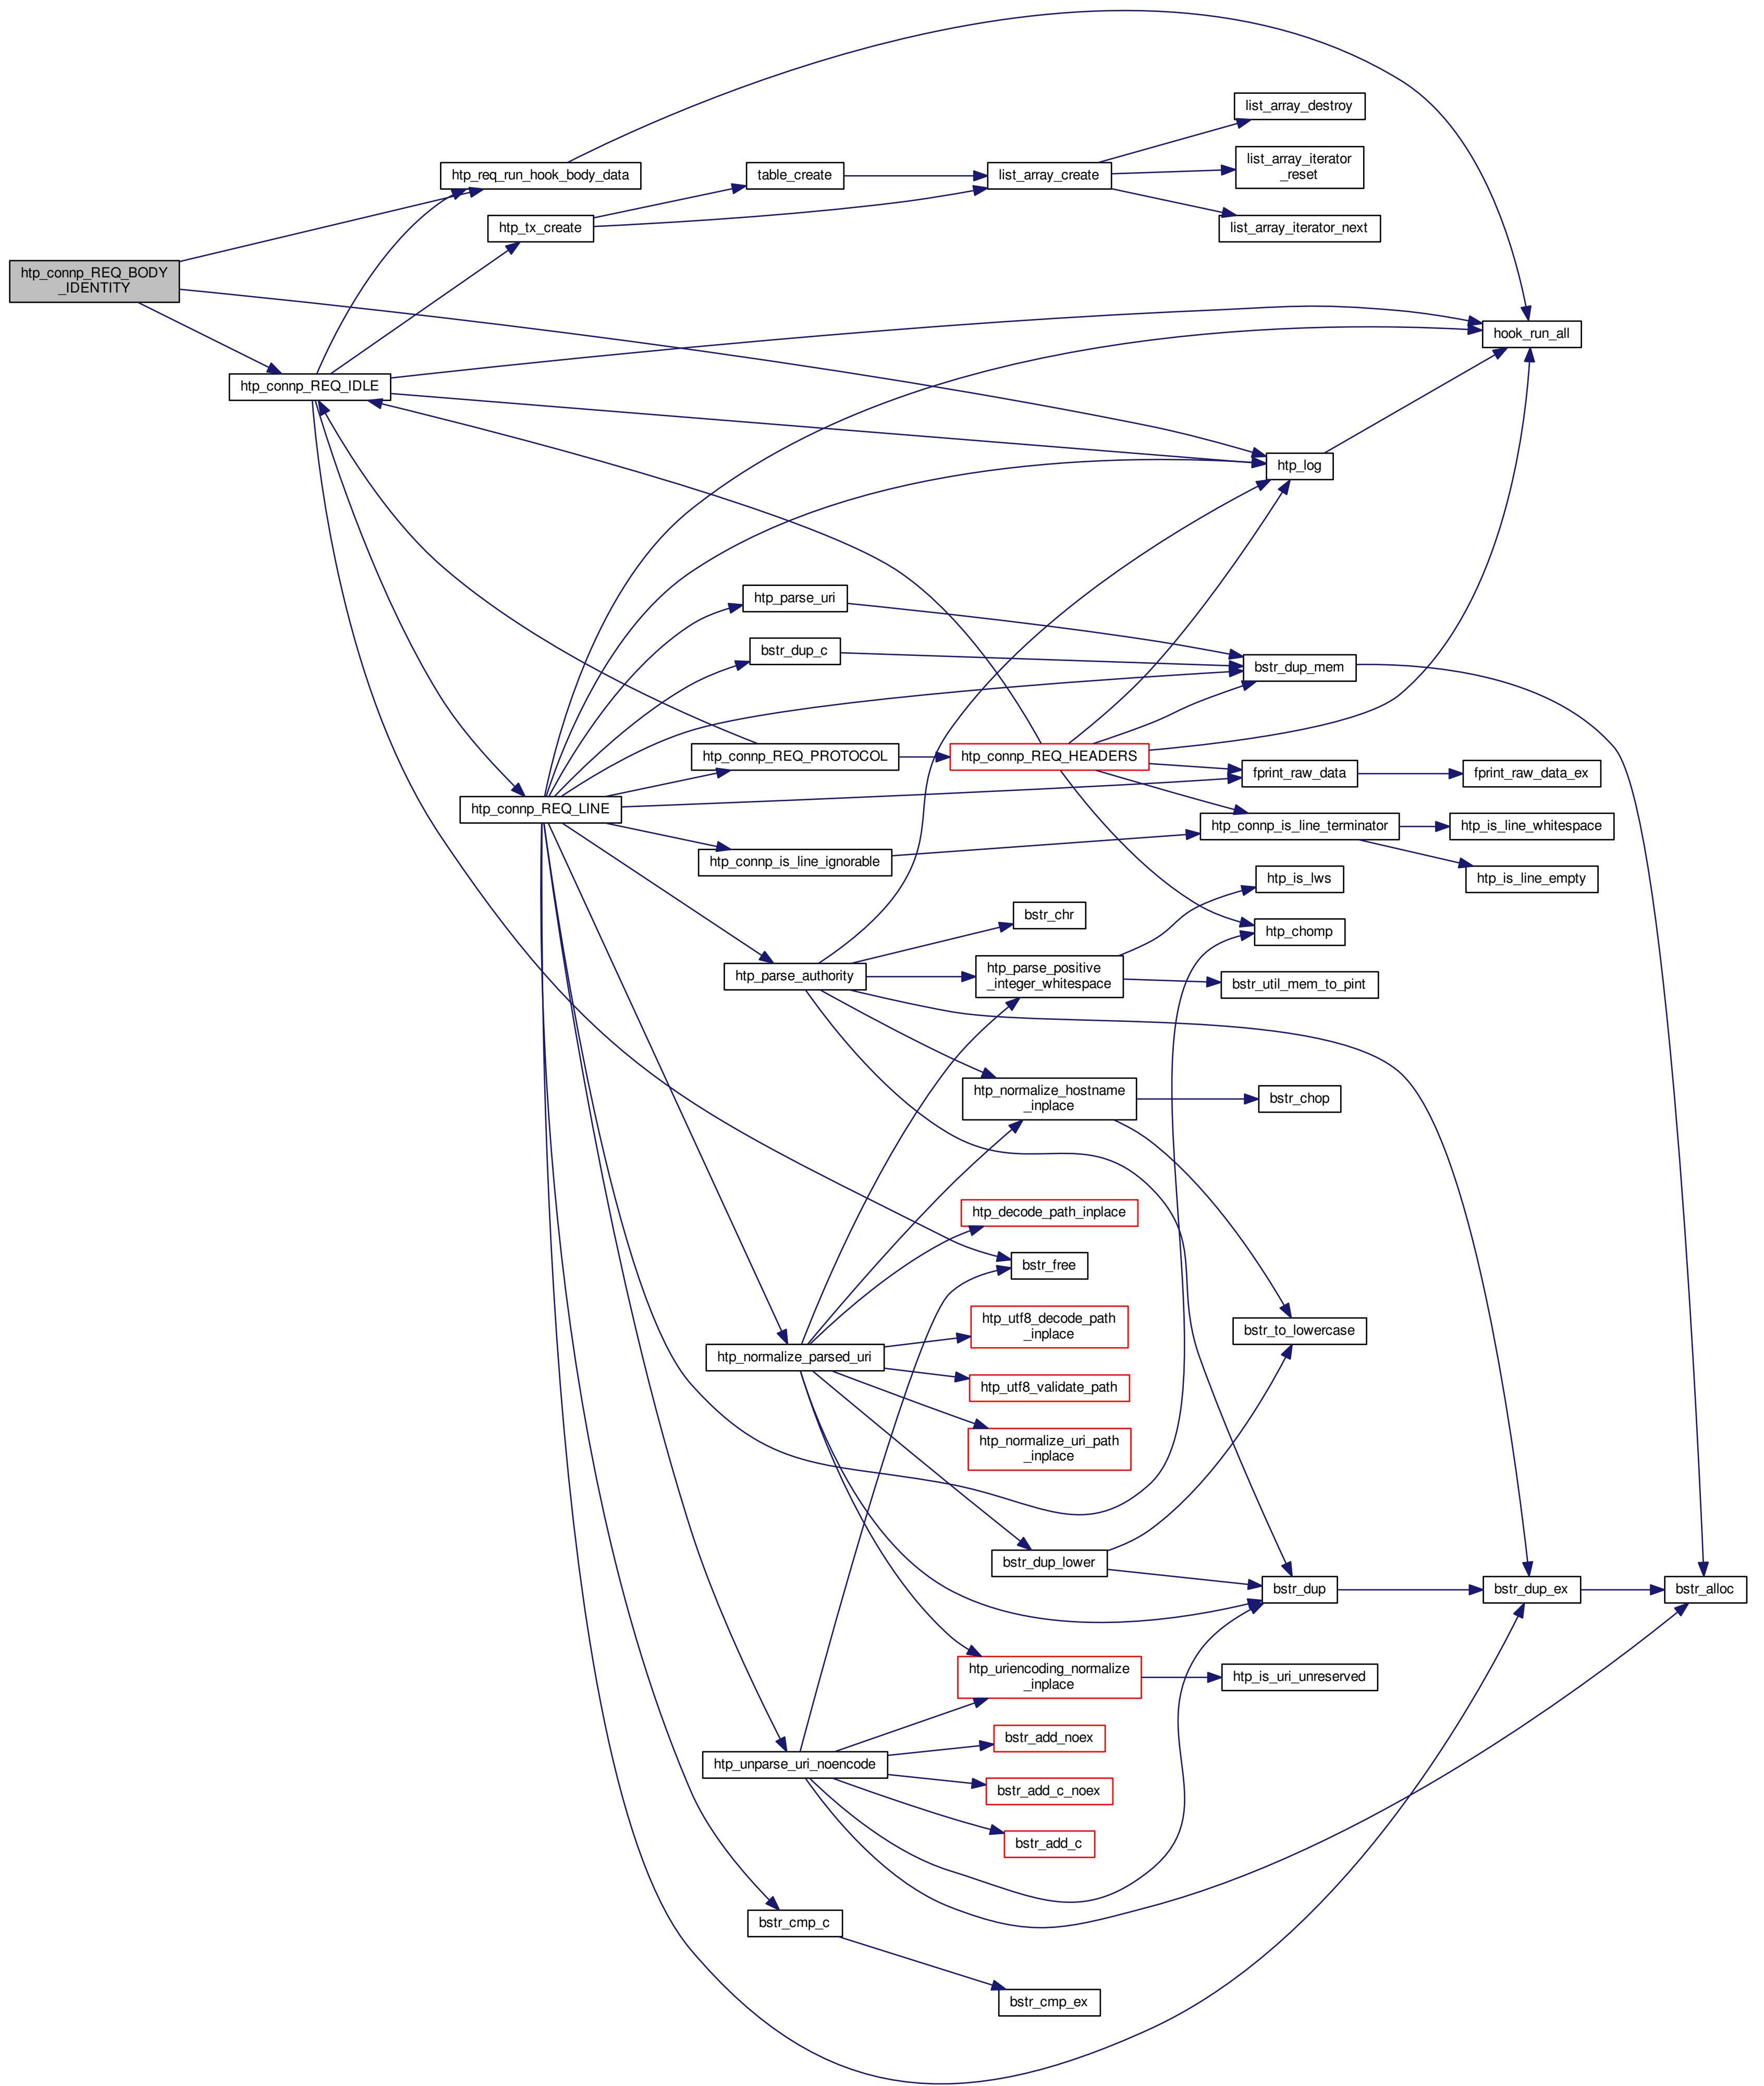 htp_connp_REQ_BODY
_IDENTITY
htp_req_run_hook_body_data
htp_tx_create
table_create
list_array_create
list_array_destroy
list_array_iterator
_reset
list_array_iterator_next
hook_run_all
htp_connp_REQ_IDLE
htp_log
htp_parse_uri
bstr_dup_c
bstr_dup_mem
htp_connp_REQ_PROTOCOL
htp_connp_REQ_HEADERS
fprint_raw_data
fprint_raw_data_ex
htp_connp_REQ_LINE
htp_connp_is_line_terminator
htp_is_line_whitespace
htp_connp_is_line_ignorable
htp_is_line_empty
htp_is_lws
bstr_chr
htp_chomp
htp_parse_authority
htp_parse_positive
_integer_whitespace
bstr_util_mem_to_pint
htp_normalize_hostname
_inplace
bstr_chop
htp_decode_path_inplace
bstr_free
htp_utf8_decode_path
_inplace
bstr_to_lowercase
htp_normalize_parsed_uri
htp_utf8_validate_path
htp_normalize_uri_path
_inplace
bstr_dup_lower
bstr_dup
bstr_dup_ex
bstr_alloc
htp_uriencoding_normalize
_inplace
htp_is_uri_unreserved
bstr_add_noex
htp_unparse_uri_noencode
bstr_add_c_noex
bstr_add_c
bstr_cmp_c
bstr_cmp_ex